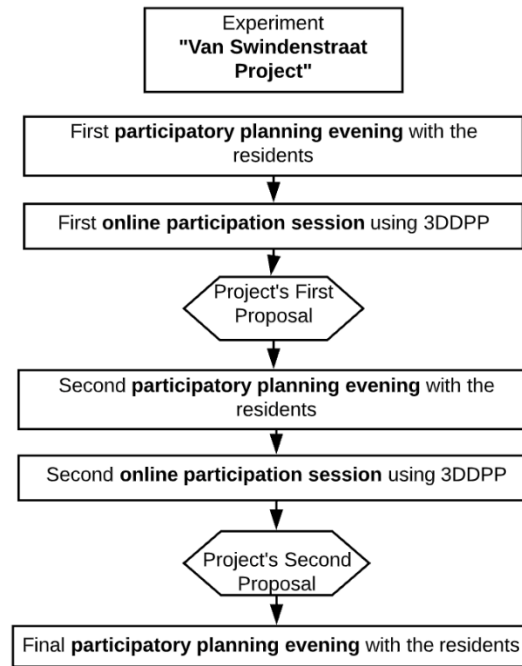 Experiment
"Van Swindenstraat
Project"
First participatory planning evening with the
residents
First online participation session using 3DDPP
Project's First
Proposal
Second participatory planning evening with the
residents
Second online participation session using 3DDPP
Project's Second
Proposal
Final participatory planning evening with the residents